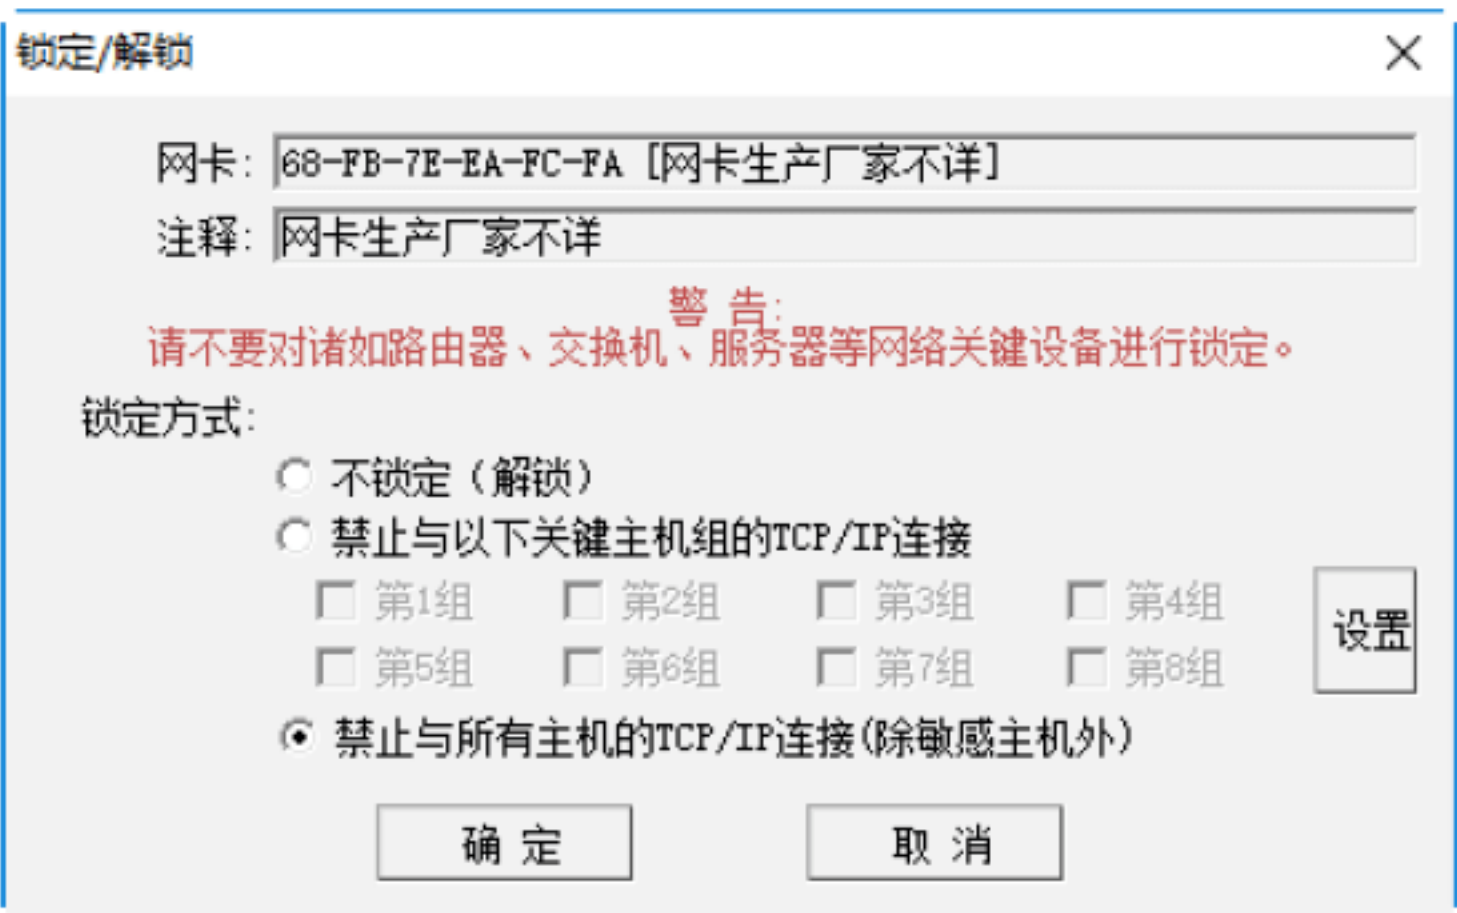 锁定/解锁
网卡: 68-FB-7E-EA-FC-FA [网卡生产厂家不详]
注释: 网卡生产厂家不详
警 告:
请不要对诸如路由器、交换机、服务器等网络关键设备进行锁定。
锁定方式:
不锁定（解锁）
禁止与以下关键主机组的TCP/IP连接
第1组 第2组 第3组 第4组
第5组 第6组 第7组 第8组
设置
禁止与所有主机的TCP/IP连接(除敏感主机外)
确 定 取 消